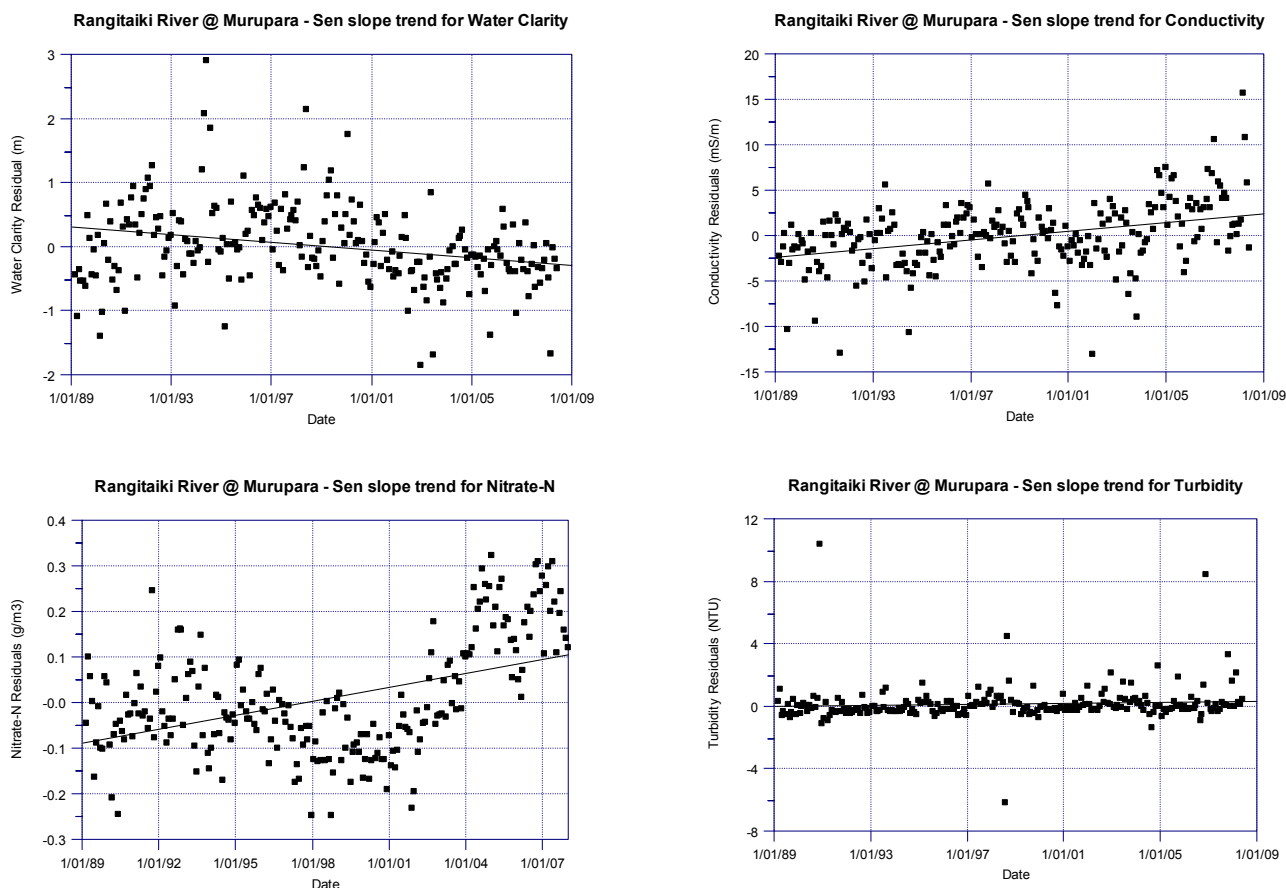 Rangitaiki River @ Murupara - Sen slope trend for Water Clarity
3
2
1
0
-1
-2
Water Clarity Residual (m)
1/01/89 1/01/93 1/01/97 1/01/01 1/01/05 1/01/09
Date
Rangitaiki River @ Murupara - Sen slope trend for Conductivity
20
15
10
5
0
-5
-10
-15
Conductivity Residuals (mS/m)
1/01/89 1/01/93 1/01/97 1/01/01 1/01/05 1/01/09
Date
Rangitaiki River @ Murupara - Sen slope trend for Nitrate-N
0.4
0.3
0.2
0.1
-0.0
-0.1
-0.2
-0.3
Nitrate-N Residuals (g/m3)
1/01/89 1/01/92 1/01/95 1/01/98 1/01/01 1/01/04 1/01/07
Date
Rangitaiki River @ Murupara - Sen slope trend for Turbidity
12
8
4
0
-4
-8
Turbidity Residuals (NTU)
1/01/89 1/01/93 1/01/97 1/01/01 1/01/05 1/01/09
Date